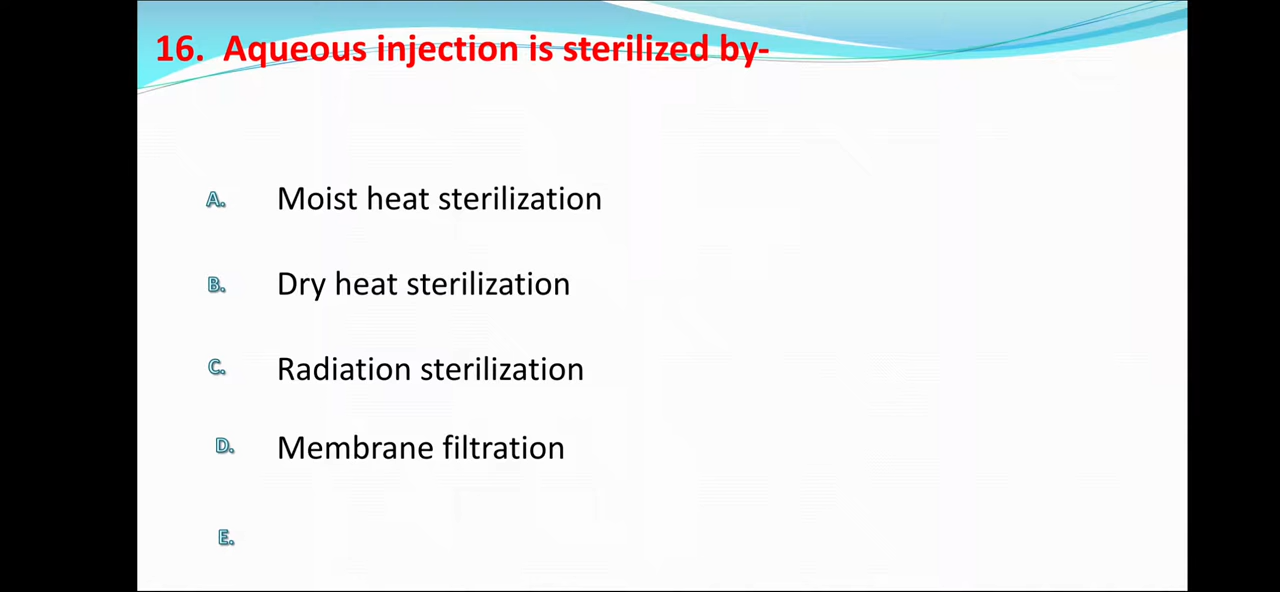 16. Aqueous injection is sterilized by-
A. Moist heat sterilization
B. Dry heat sterilization
C. Radiation sterilization
D. Membrane filtration
E.